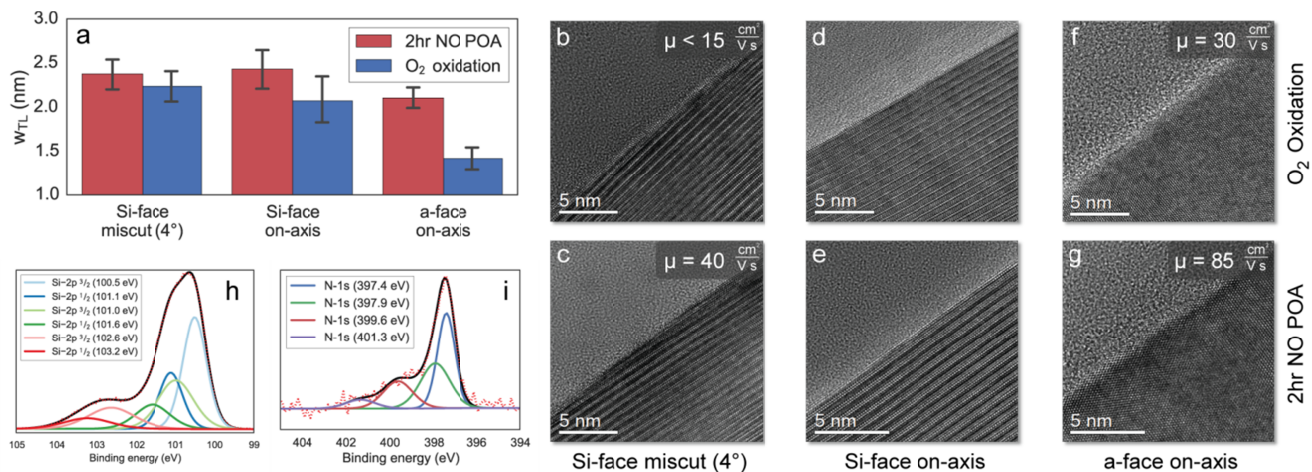 a
3.0
2.5
2.0
1.5
1.0
w_TL (nm)
2hr NO POA
O₂ oxidation
Si-face
miscut (4°)
Si-face
on-axis
a-face
on-axis
b
μ < 15 cm²/V s
d
f
μ = 30 cm²/V s
O₂ Oxidation
5 nm
5 nm
5 nm
c
μ = 40 cm²/V s
e
g
μ = 85 cm²/V s
2hr NO POA
5 nm
5 nm
5 nm
Si-face miscut (4°)
Si-face on-axis
a-face on-axis
h
Si-2p 3/2 (100.5 eV)
Si-2p 1/2 (101.1 eV)
Si-2p 3/2 (101.0 eV)
Si-2p 1/2 (101.6 eV)
Si-2p 3/2 (102.6 eV)
Si-2p 1/2 (103.2 eV)
105 104 103 102 101 100 99
Binding energy (eV)
i
N-1s (397.4 eV)
N-1s (397.9 eV)
N-1s (399.6 eV)
N-1s (401.3 eV)
404 402 400 398 396 394
Binding energy (eV)